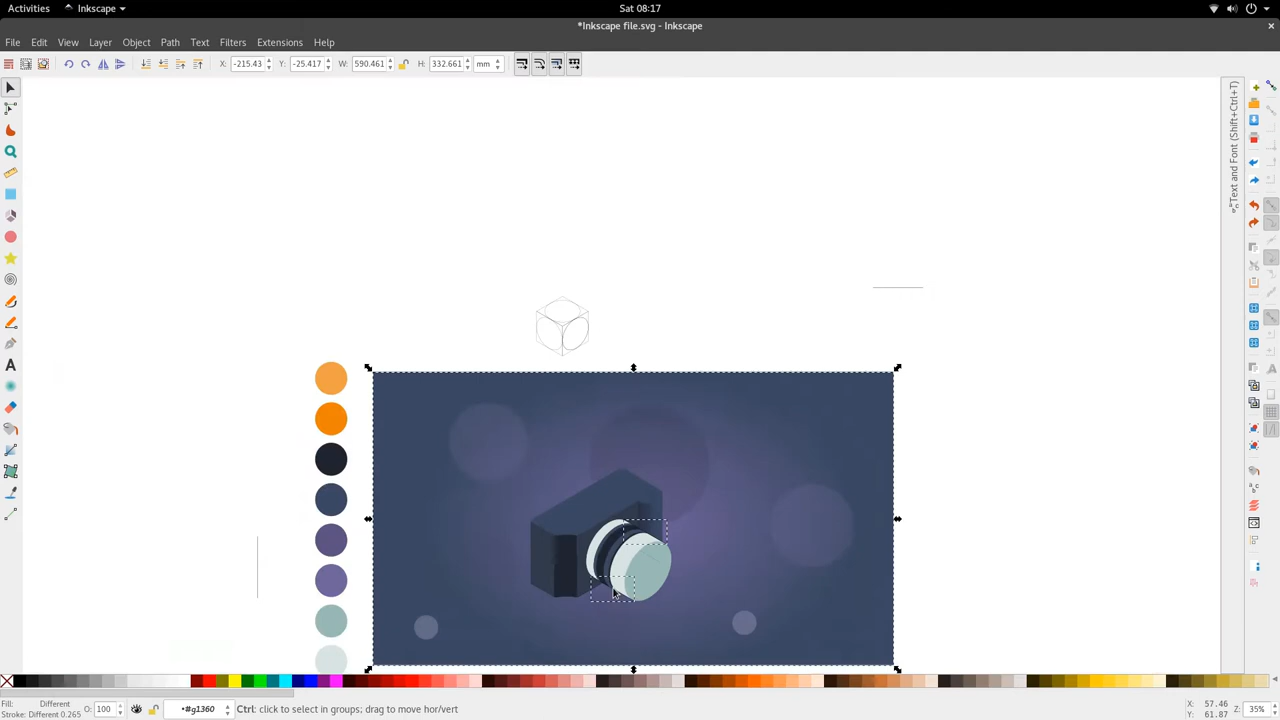 Activities Inkscape Sat 08:17
*Inkscape file.svg - Inkscape
File Edit View Layer Object Path Text Filters Extensions Help
X: -215.43 Y: -25.417 W: 590.461 H: 332.661 mm
Text and Font (Shift+Ctrl+T)
Fill: Different
Stroke: Different 0.265
O: 100
#g1360
Ctrl: click to select in groups; drag to move hor/vert
X: 57.46
Y: 61.87
Z: 35%